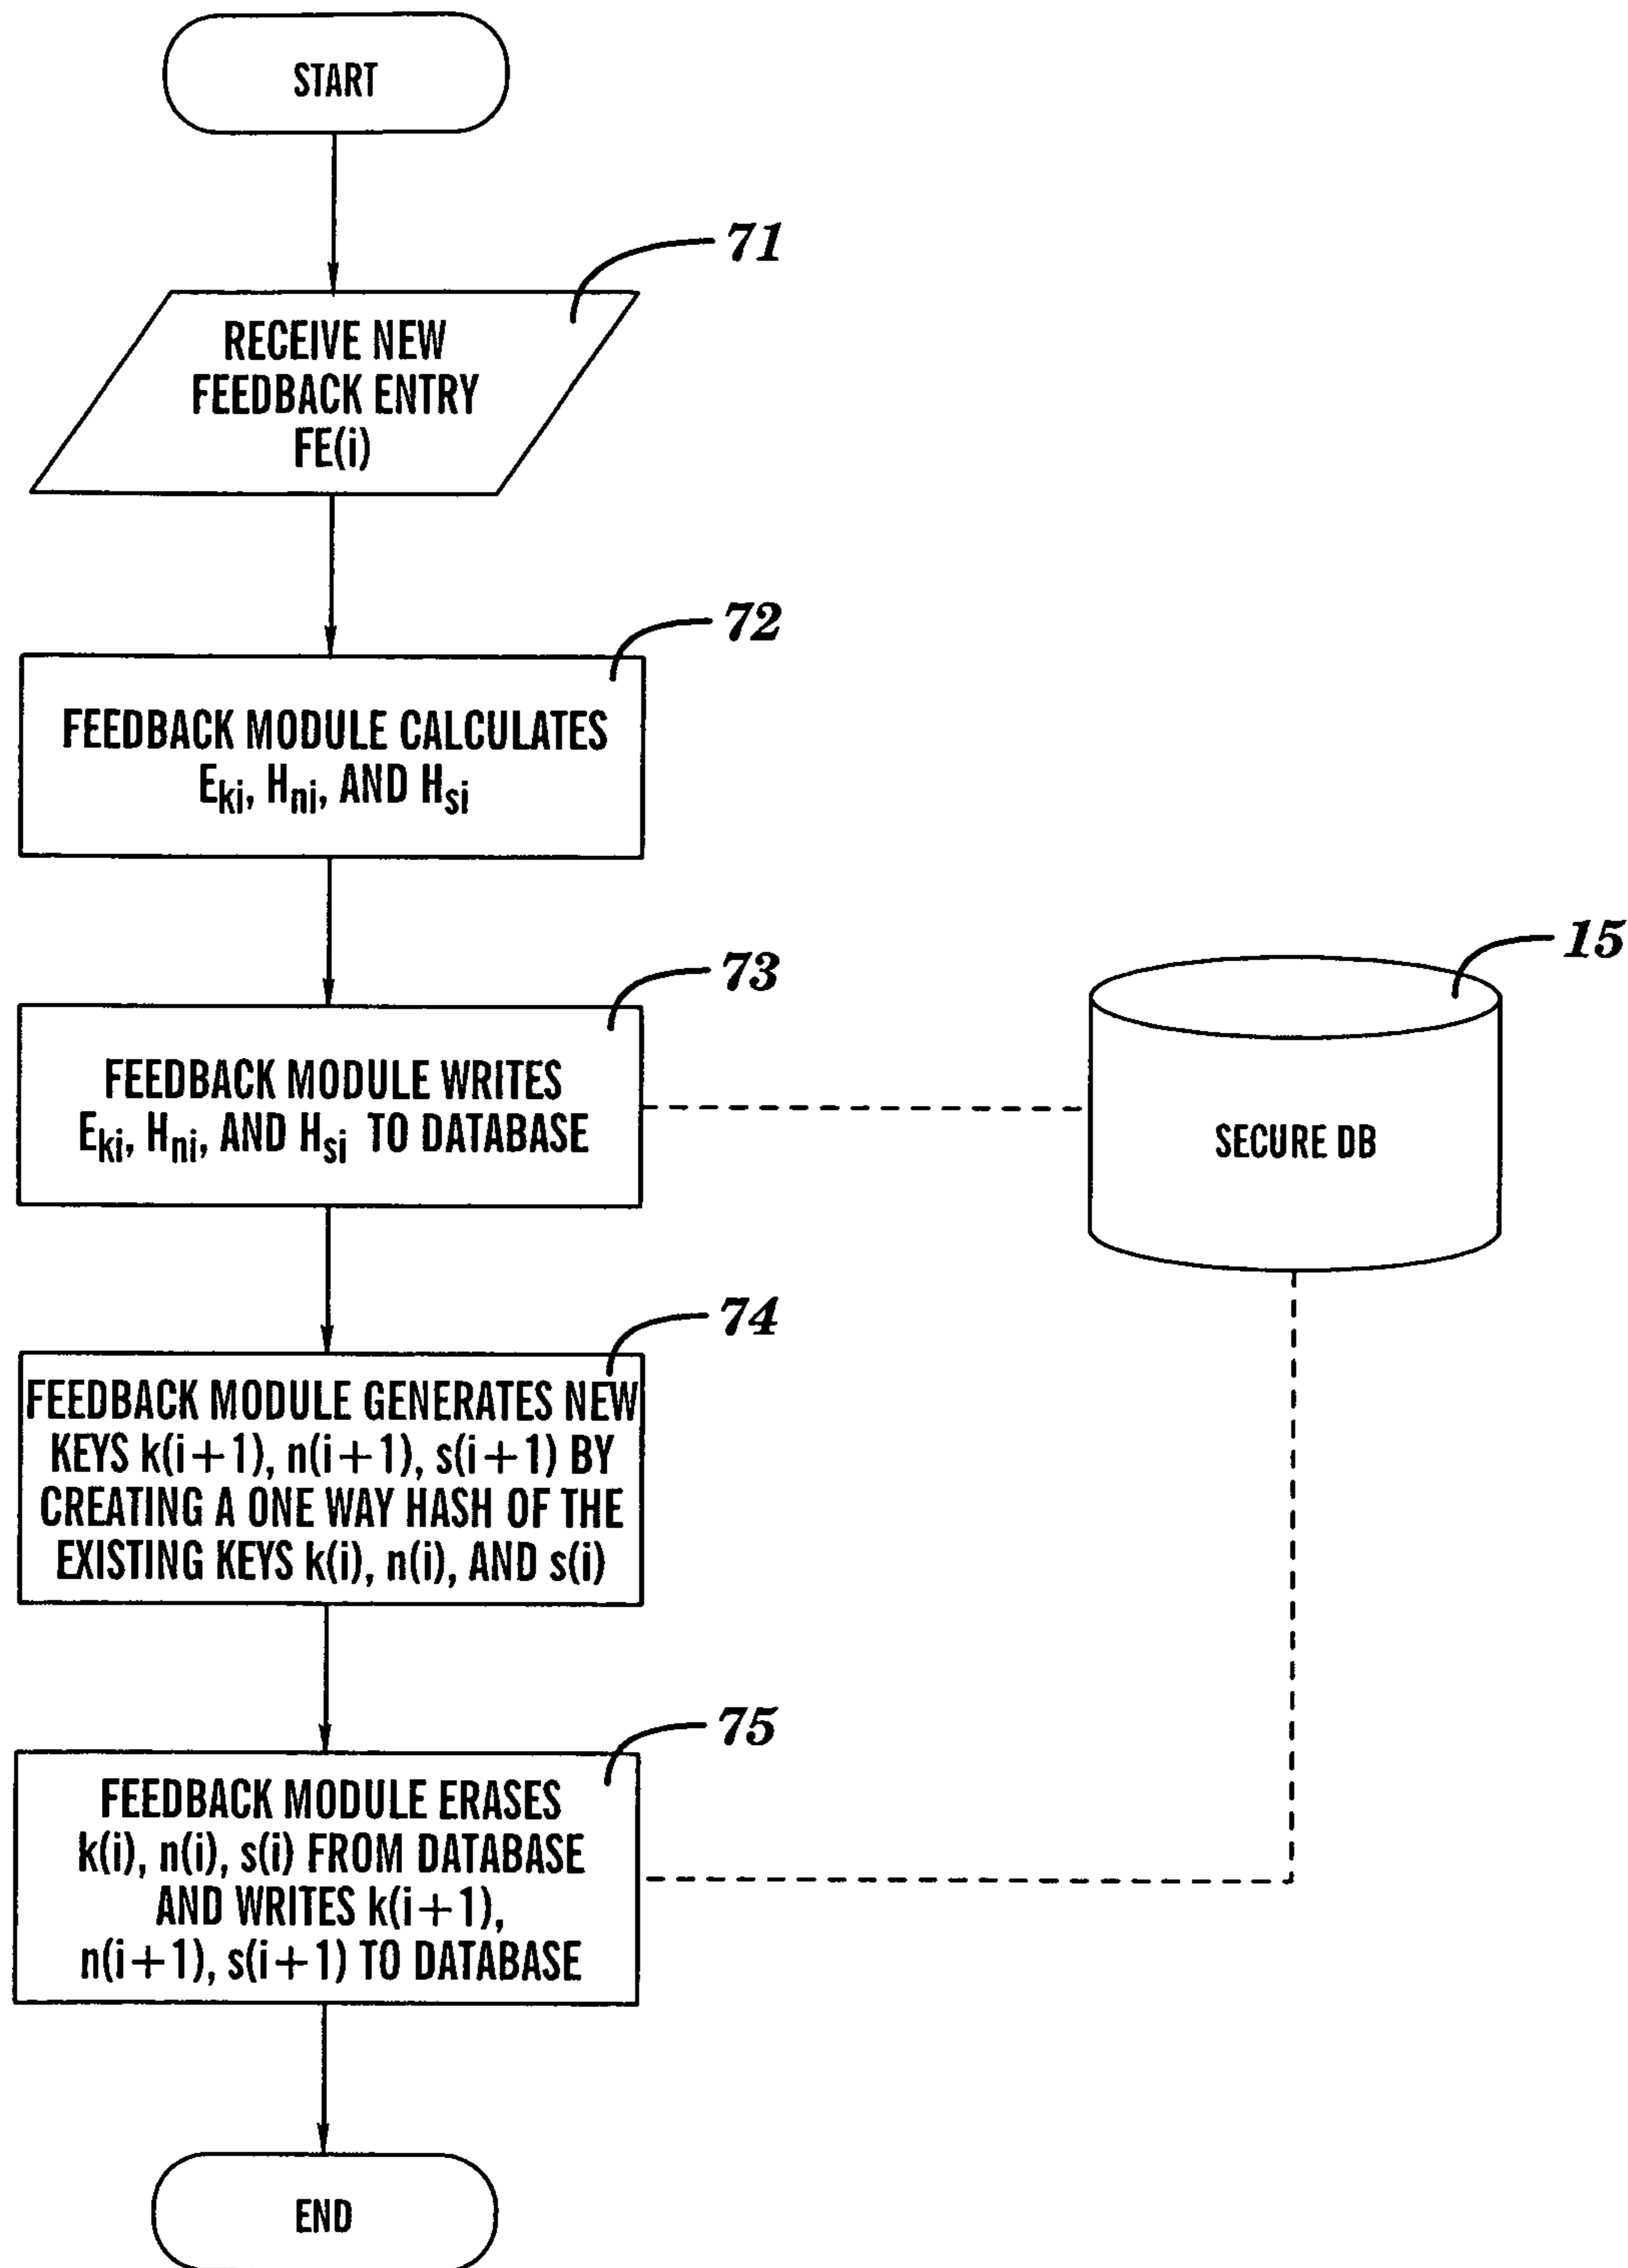 START
71
RECEIVE NEW
FEEDBACK ENTRY
FE(i)
72
FEEDBACK MODULE CALCULATES
Eki, Hni, AND Hsi
73
FEEDBACK MODULE WRITES
Eki, Hni, AND Hsi TO DATABASE
15
SECURE DB
74
FEEDBACK MODULE GENERATES NEW
KEYS k(i+1), n(i+1), s(i+1) BY
CREATING A ONE WAY HASH OF THE
EXISTING KEYS k(i), n(i), AND s(i)
75
FEEDBACK MODULE ERASES
k(i), n(i), s(i) FROM DATABASE
AND WRITES k(i+1),
n(i+1), s(i+1) TO DATABASE
END